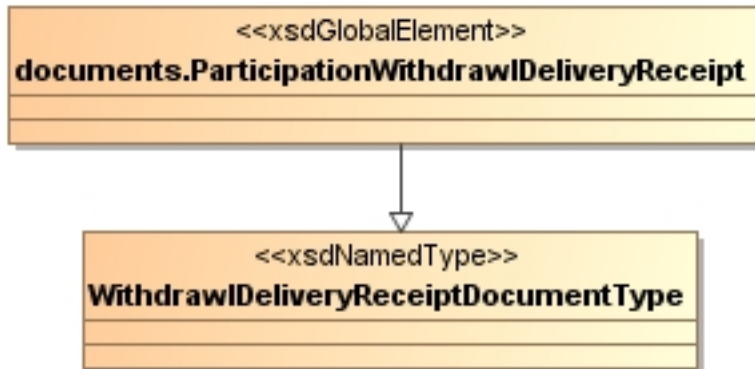 <<xsdGlobalElement>>
documents.ParticipationWithdrawlDeliveryReceipt
<<xsdNamedType>>
WithdrawlDeliveryReceiptDocumentType